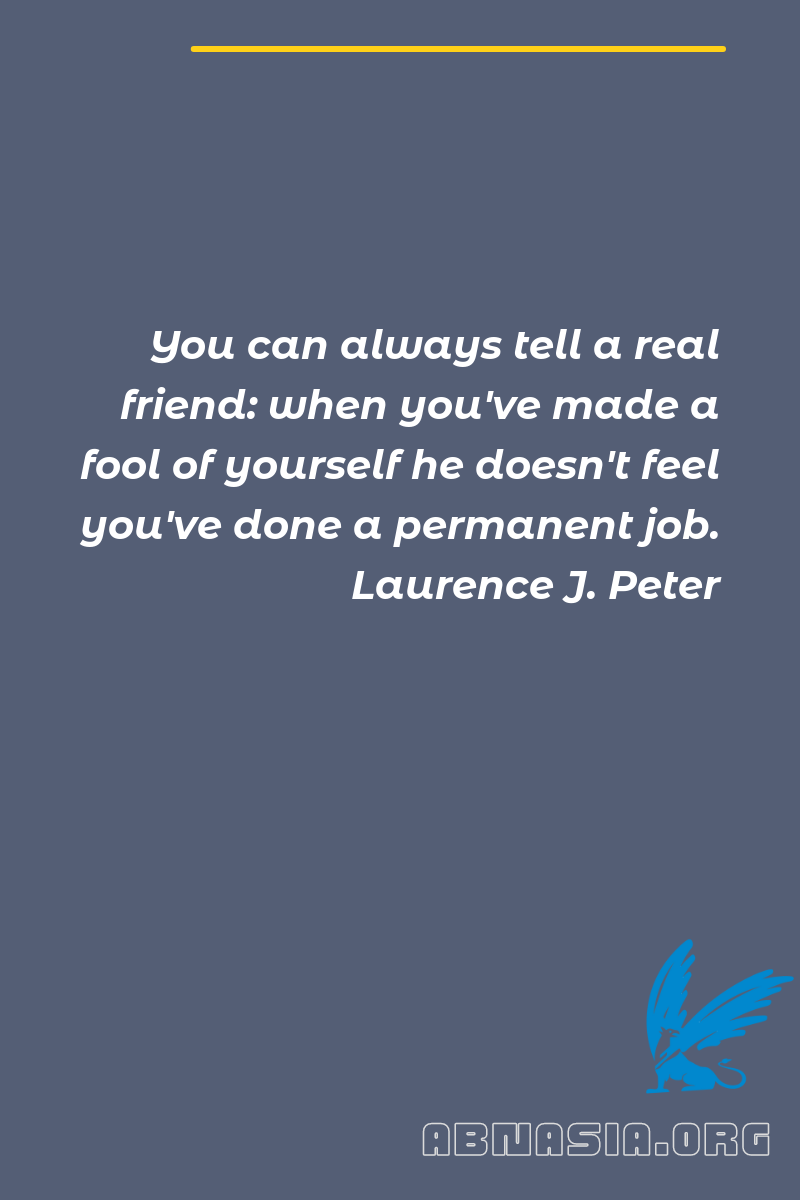 You can always tell a real
friend: when you've made a
fool of yourself he doesn't feel
you've done a permanent job.
Laurence J. Peter
ABNASIA.ORG